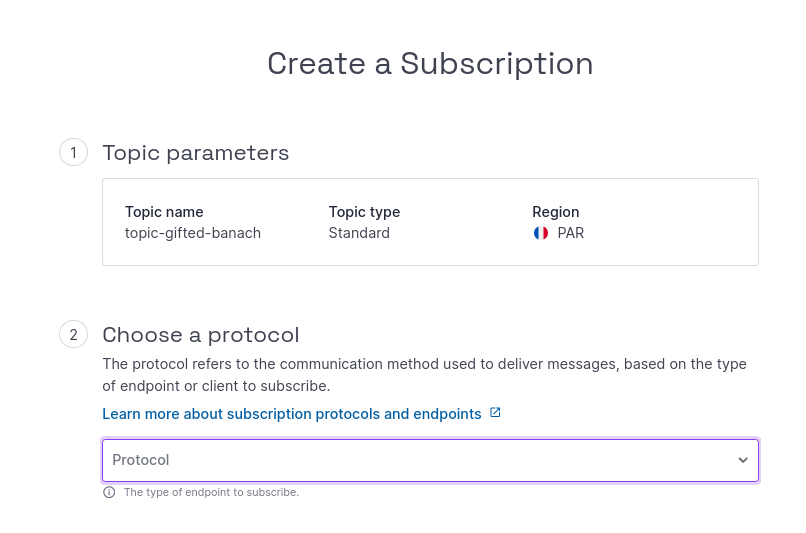 Create a Subscription
1 Topic parameters
Topic name Topic type Region
topic-gifted-banach Standard PAR
2 Choose a protocol
The protocol refers to the communication method used to deliver messages, based on the type
of endpoint or client to subscribe.
Learn more about subscription protocols and endpoints
Protocol
The type of endpoint to subscribe.